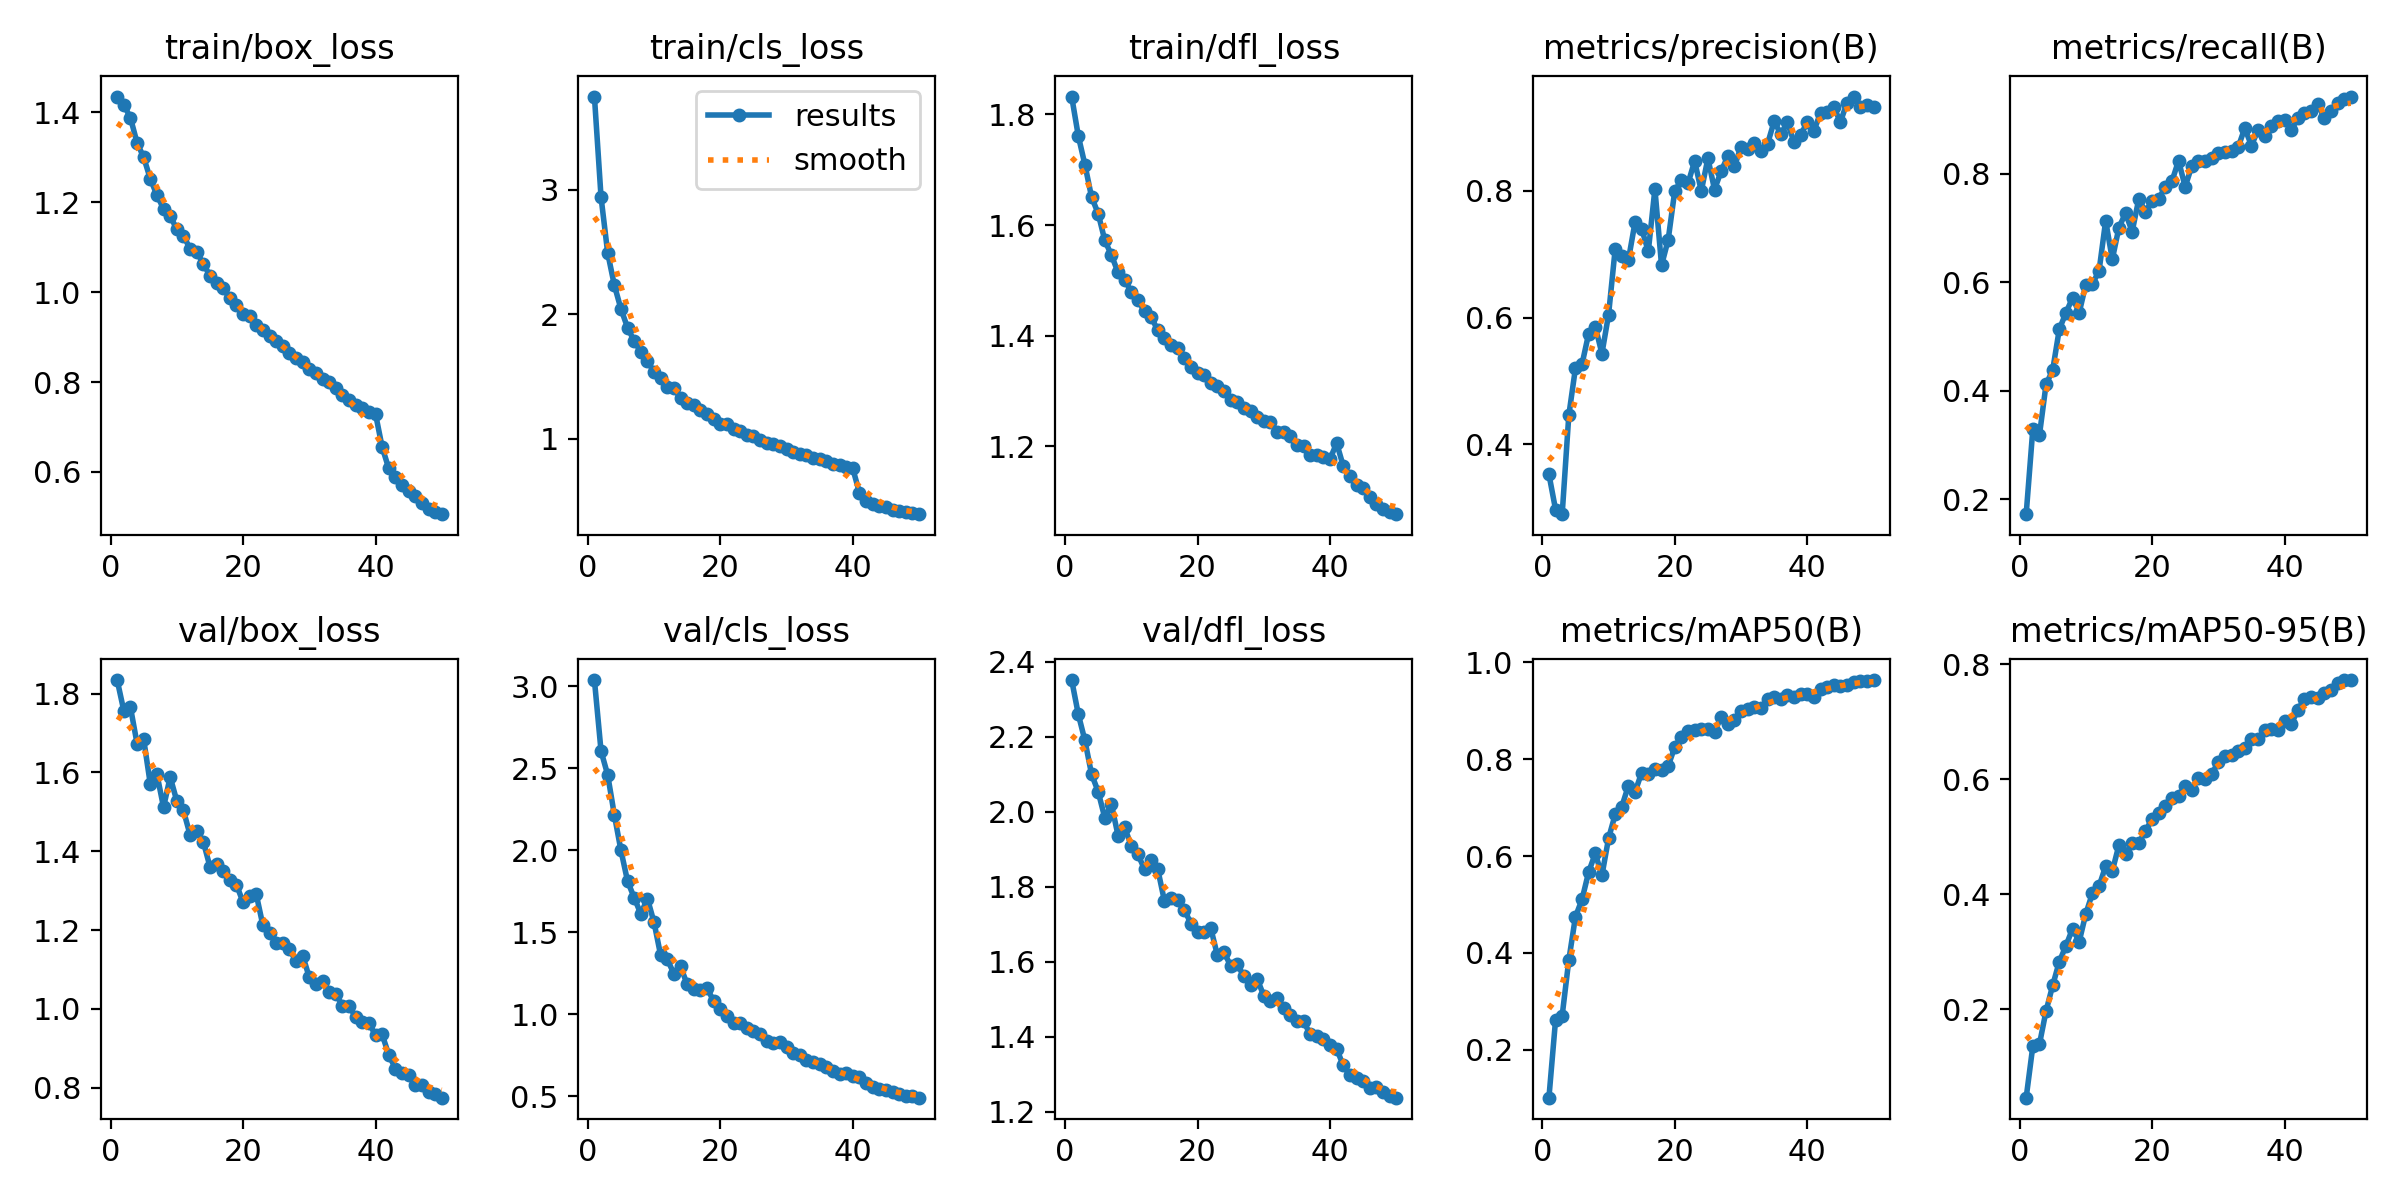 train/box_loss
1.4
1.2
1.0
0.8
0.6
0 20 40
train/cls_loss
results
smooth
3
2
1
0 20 40
train/dfl_loss
1.8
1.6
1.4
1.2
0 20 40
metrics/precision(B)
0.8
0.6
0.4
0 20 40
metrics/recall(B)
0.8
0.6
0.4
0.2
0 20 40
val/box_loss
1.8
1.6
1.4
1.2
1.0
0.8
0 20 40
val/cls_loss
3.0
2.5
2.0
1.5
1.0
0.5
0 20 40
val/dfl_loss
2.4
2.2
2.0
1.8
1.6
1.4
1.2
0 20 40
metrics/mAP50(B)
1.0
0.8
0.6
0.4
0.2
0 20 40
metrics/mAP50-95(B)
0.8
0.6
0.4
0.2
0 20 40